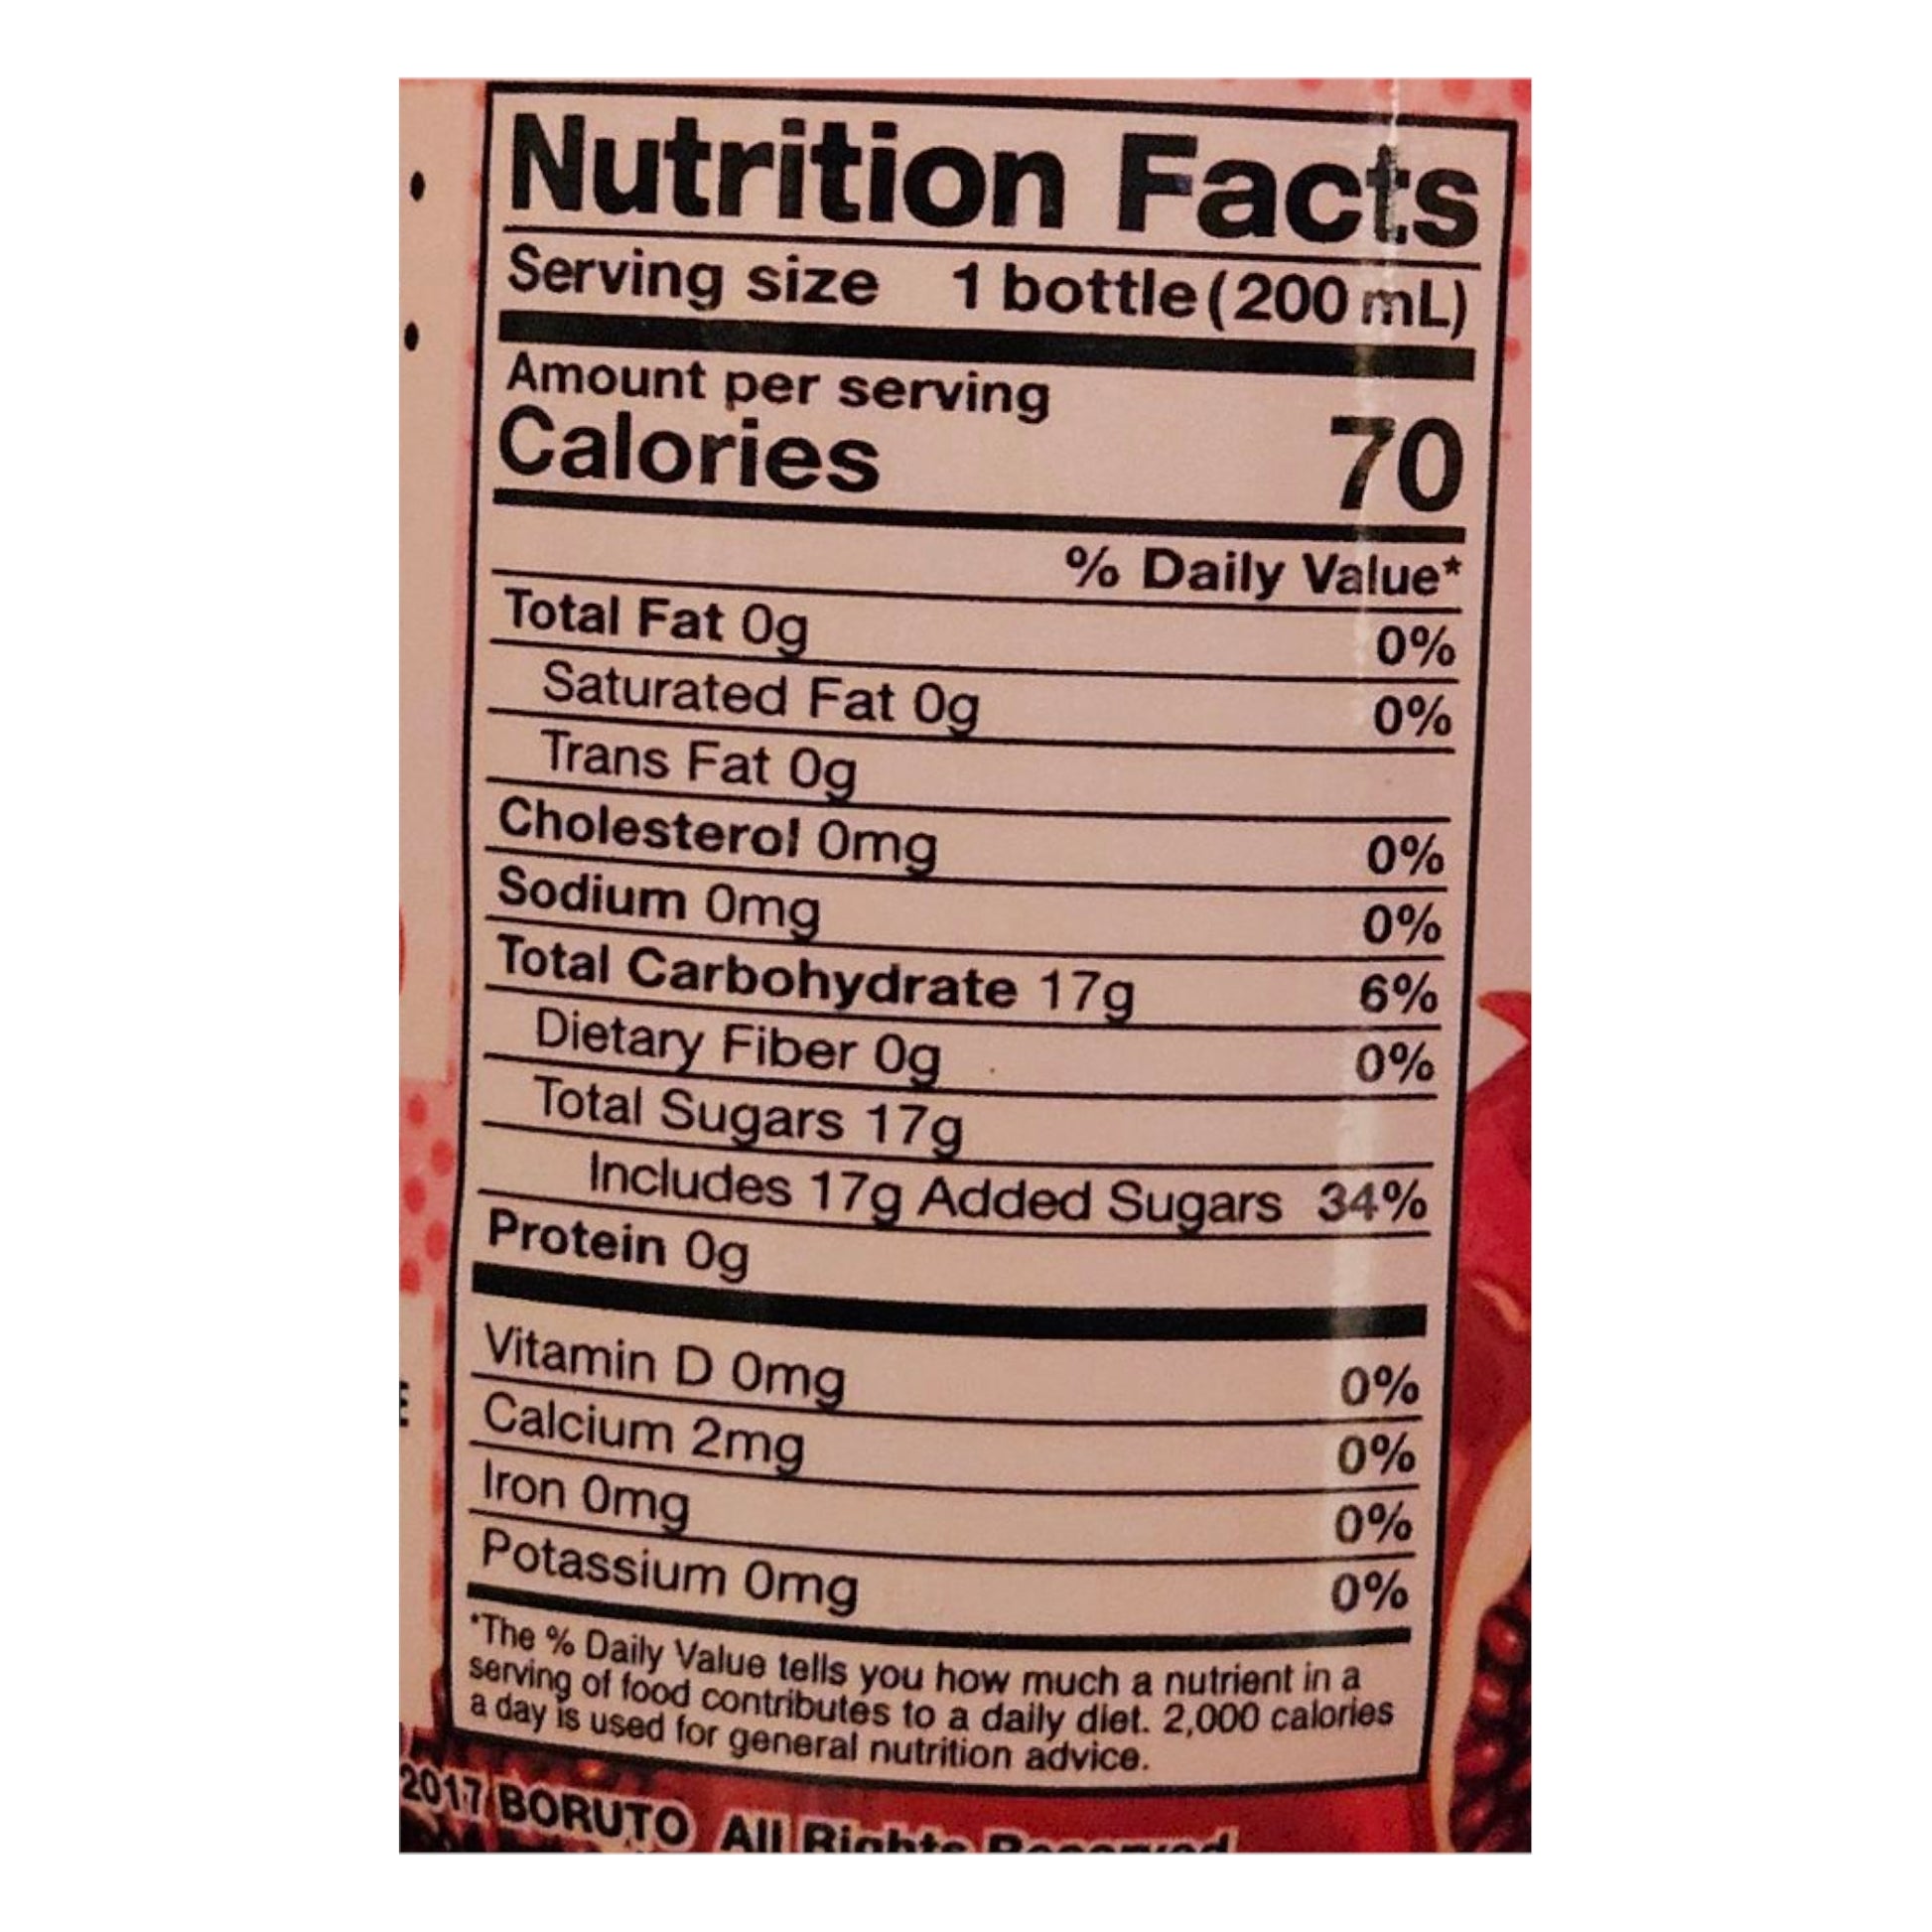 Nutrition Facts
Serving size 1 bottle (200 mL)
Amount per serving
Calories 70
% Daily Value*
Total Fat 0g 0%
Saturated Fat 0g 0%
Trans Fat 0g
Cholesterol 0mg 0%
Sodium 0mg 0%
Total Carbohydrate 17g 6%
Dietary Fiber 0g 0%
Total Sugars 17g
Includes 17g Added Sugars 34%
Protein 0g
Vitamin D 0mg 0%
Calcium 2mg 0%
Iron 0mg 0%
Potassium 0mg 0%
*The % Daily Value tells you how much a nutrient in a
serving of food contributes to a daily diet. 2,000 calories
a day is used for general nutrition advice.
2017 BORUTO All Rights Reserved